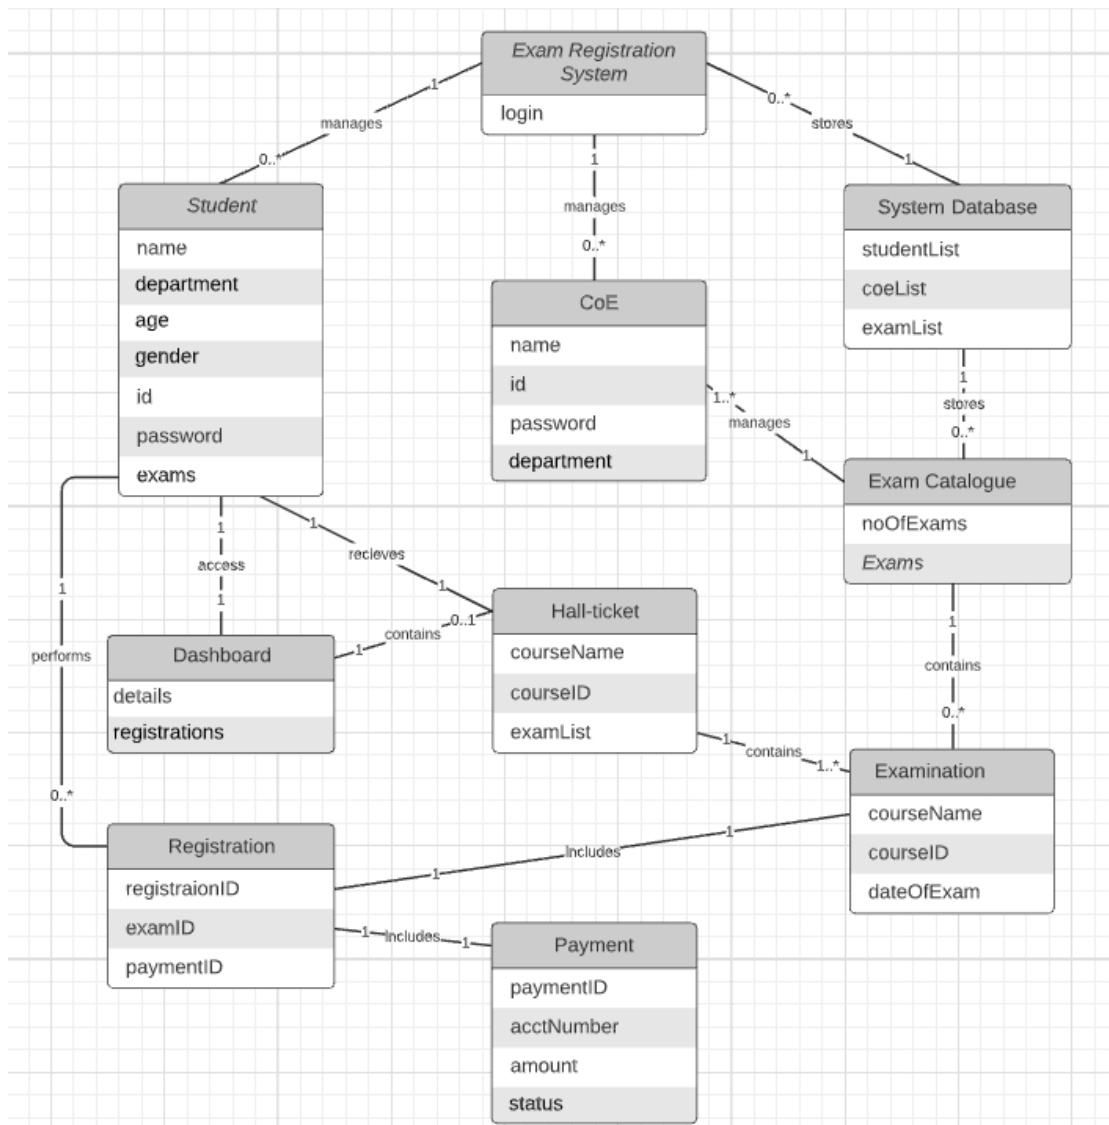 Exam Registration
System
login
1
manages
0..*
1
manages
0..*
0..*
stores
1
Student
name
department
age
gender
id
password
exams
CoE
name
id
password
department
System Database
studentList
coeList
examList
1
stores
0..*
1..*
manages
1
Exam Catalogue
noOfExams
Exams
1
performs
0..*
1
access
1
1
recieves
1
1
contains
0..1
Dashboard
details
registrations
Hall-ticket
courseName
courseID
examList
1
contains
0..*
1
contains
1..*
Examination
courseName
courseID
dateOfExam
Registration
registraionID
examID
paymentID
1
Includes
1
1
Includes
1
Payment
paymentID
acctNumber
amount
status